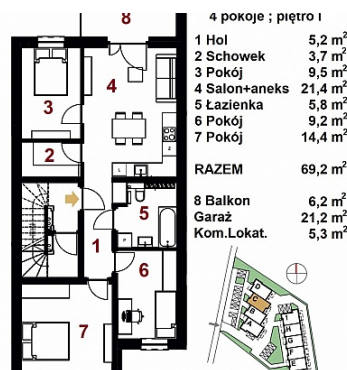 4 pokoje ; piętro I
1 Hol 5,2 m²
2 Schowek 3,7 m²
3 Pokój 9,5 m²
4 Salon+aneks 21,4 m²
5 Łazienka 5,8 m²
6 Pokój 9,2 m²
7 Pokój 14,4 m²
RAZEM 69,2 m²
8 Balkon 6,2 m²
Garaż 21,2 m²
Kom.Lokat. 5,3 m²
8
4
3
2
5
1
6
7
D
C
B
A
H
G
F
E